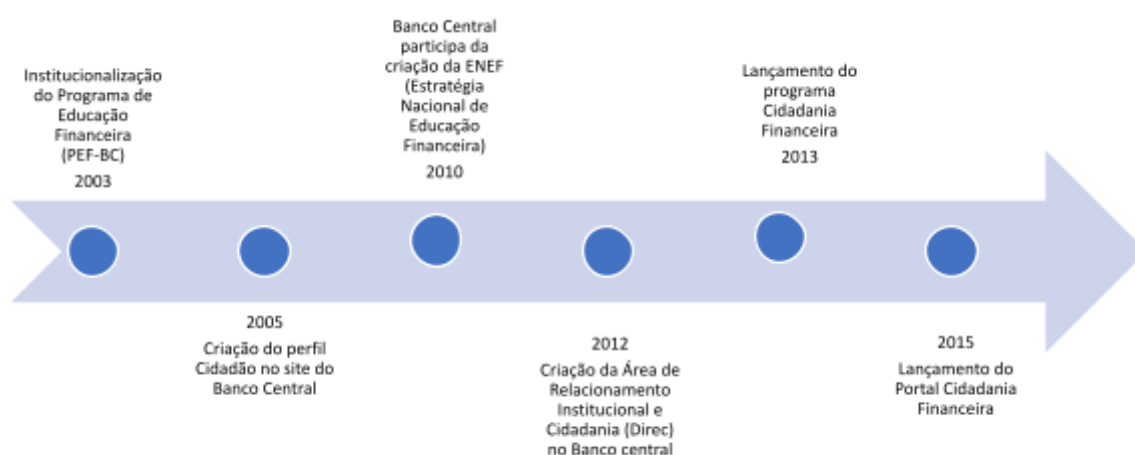 Institucionalização
do Programa de
Educação
Financeira
(PEF-BC)
2003
2005
Criação do perfil
Cidadão no site do
Banco Central
Banco Central
participa da
criação da ENEF
(Estratégia
Nacional de
Educação
Financeira)
2010
2012
Criação da Área de
Relacionamento
Institucional e
Cidadania (Direc)
no Banco central
Lançamento do
programa
Cidadania
Financeira
2013
2015
Lançamento do
Portal Cidadania
Financeira